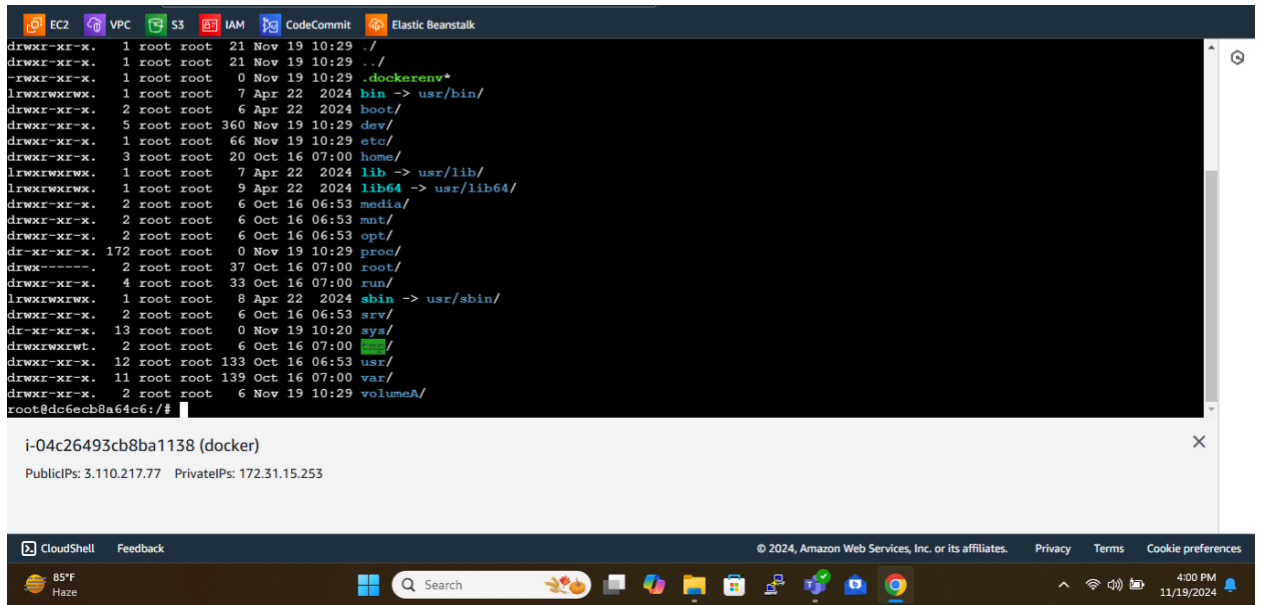 EC2 VPC S3 IAM CodeCommit Elastic Beanstalk
drwxr-xr-x.   1 root root  21 Nov 19 10:29 ./
drwxr-xr-x.   1 root root  21 Nov 19 10:29 ../
-rwxr-xr-x.   1 root root   0 Nov 19 10:29 .dockerenv*
lrwxrwxrwx.   1 root root   7 Apr 22  2024 bin -> usr/bin/
drwxr-xr-x.   2 root root   6 Apr 22  2024 boot/
drwxr-xr-x.   5 root root 360 Nov 19 10:29 dev/
drwxr-xr-x.   1 root root  66 Nov 19 10:29 etc/
drwxr-xr-x.   3 root root  20 Oct 16 07:00 home/
lrwxrwxrwx.   1 root root   7 Apr 22  2024 lib -> usr/lib/
lrwxrwxrwx.   1 root root   9 Apr 22  2024 lib64 -> usr/lib64/
drwxr-xr-x.   2 root root   6 Oct 16 06:53 media/
drwxr-xr-x.   2 root root   6 Oct 16 06:53 mnt/
drwxr-xr-x.   2 root root   6 Oct 16 06:53 opt/
dr-xr-xr-x. 172 root root   0 Nov 19 10:29 proc/
drwx------.   2 root root  37 Oct 16 07:00 root/
drwxr-xr-x.   4 root root  33 Oct 16 07:00 run/
lrwxrwxrwx.   1 root root   8 Apr 22  2024 sbin -> usr/sbin/
drwxr-xr-x.   2 root root   6 Oct 16 06:53 srv/
dr-xr-xr-x.  13 root root   0 Nov 19 10:20 sys/
drwxrwxrwt.   2 root root   6 Oct 16 07:00 tmp/
drwxr-xr-x.  12 root root 133 Oct 16 06:53 usr/
drwxr-xr-x.  11 root root 139 Oct 16 07:00 var/
drwxr-xr-x.   2 root root   6 Nov 19 10:29 volumeA/
root@dc6ecb8a64c6:/#
i-04c26493cb8ba1138 (docker)
PublicIPs: 3.110.217.77 PrivateIPs: 172.31.15.253
CloudShell Feedback © 2024, Amazon Web Services, Inc. or its affiliates. Privacy Terms Cookie preferences
85°F
Haze
Search
4:00 PM
11/19/2024